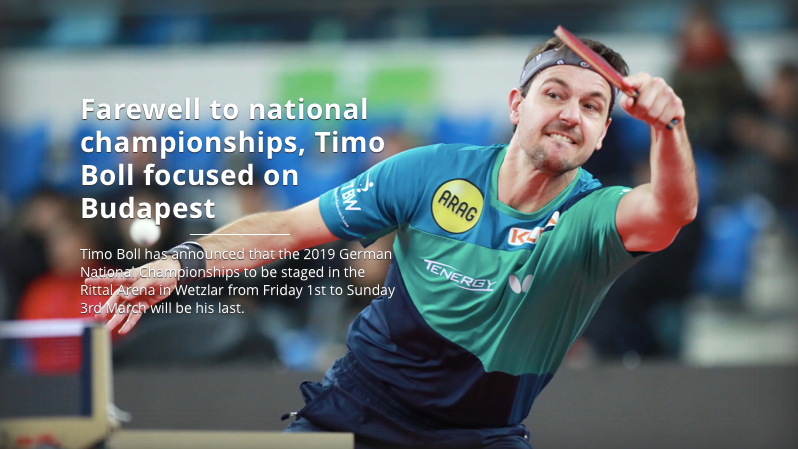 Farewell to national
championships, Timo
Boll focused on
Budapest
Timo Boll has announced that the 2019 German
National Championships to be staged in the
Rittal Arena in Wetzlar from Friday 1st to Sunday
3rd March will be his last.
TBW
ARAG
TENERGY